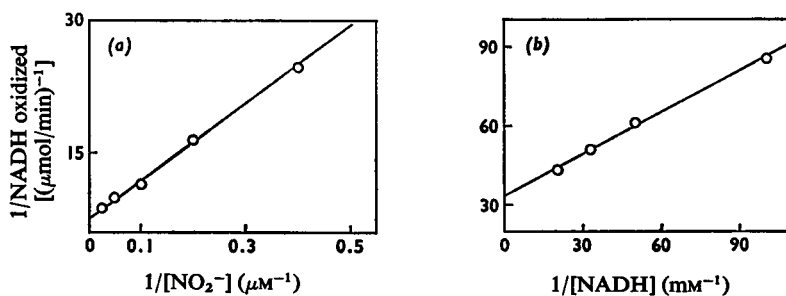 1/NADH oxidized
[(μmol/min)⁻¹]
30
15
(a)
0
0.1
0.3
0.5
1/[NO₂⁻] (μM⁻¹)
90
60
30
(b)
0
30
60
90
1/[NADH] (mM⁻¹)